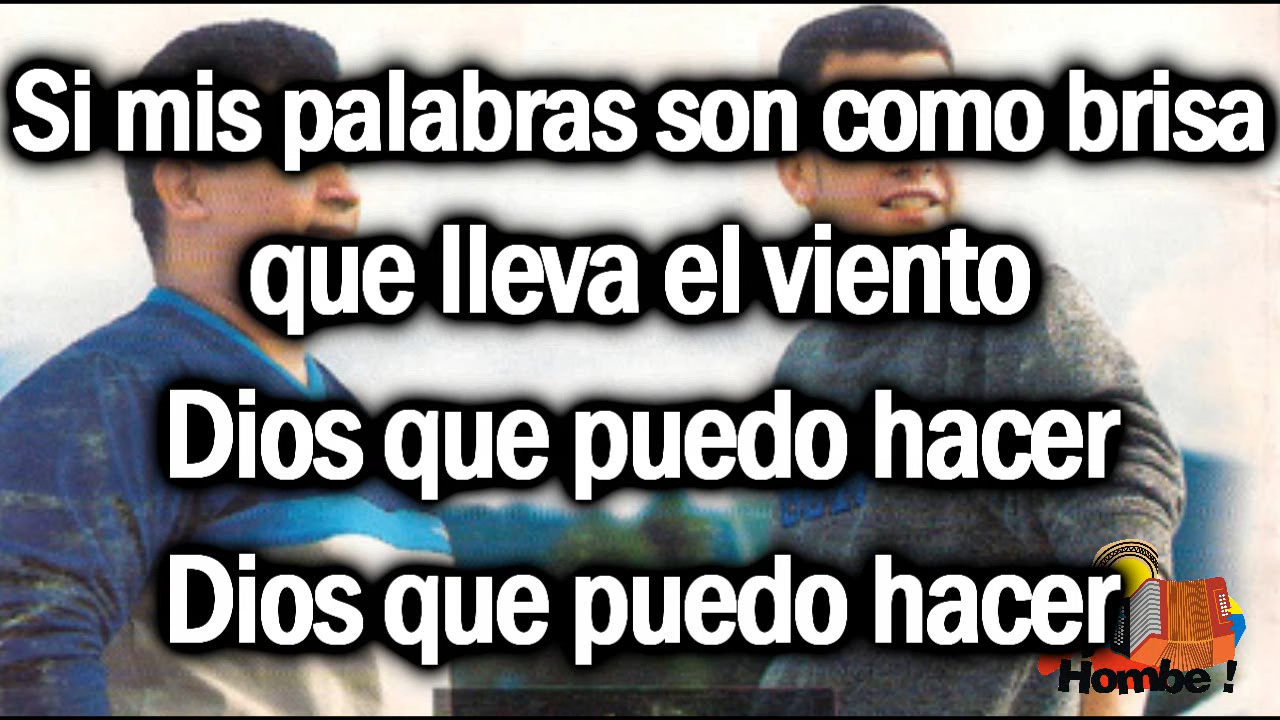 Si mis palabras son como brisa
que lleva el viento
Dios que puedo hacer
Dios que puedo hacer
Hombe !